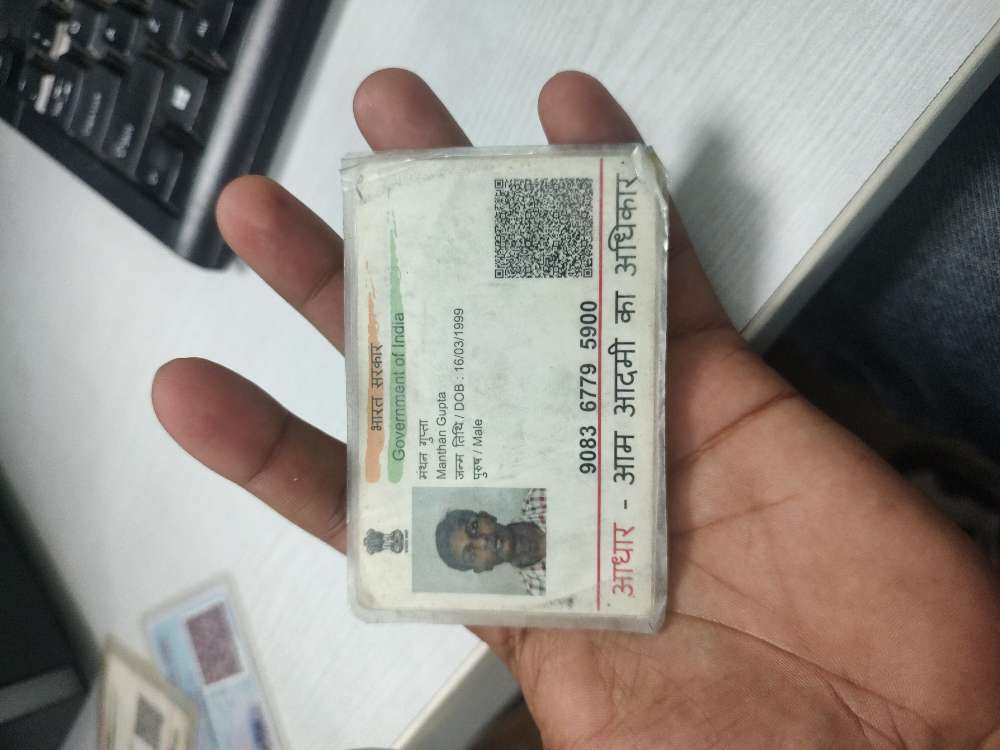 भारत सरकार
Government of India
मंथन गुप्ता
Manthan Gupta
जन्म तिथि / DOB : 16/03/1999
पुरुष / Male
9083 6779 5900
आधार - आम आदमी का अधिकार